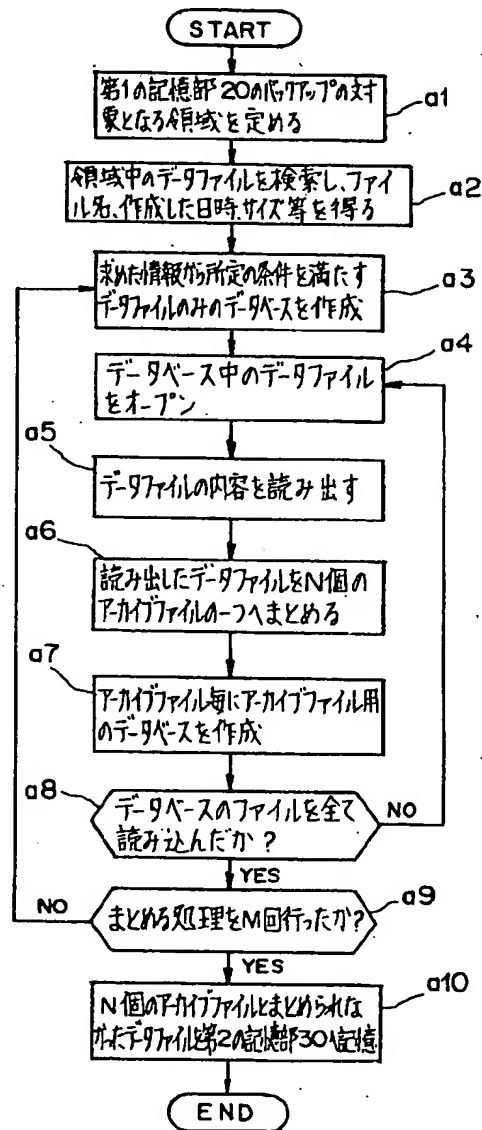 START
第1の記憶部20のバックアップの対
象となる領域を定める
a1
領域中のデータファイルを検索し、ファイ
ル名、作成した日時、サイズ等を得る
a2
求めた情報から所定の条件を満たす
データファイルのみのデータベースを作成
a3
データベース中のデータファイル
をオープン
a4
a5
データファイルの内容を読み出す
a6
読み出したデータファイルをN個の
アーカイブファイルの一つへまとめる
a7
アーカイブファイル毎にアーカイブファイル用
のデータベースを作成
a8
データベースのファイルを全て
読み込んだか?
NO
YES
NO
まとめる処理をM回行ったか?
a9
YES
a10
N個のアーカイブファイルとまとめられな
かったデータファイルを第2の記憶部30へ記憶
END